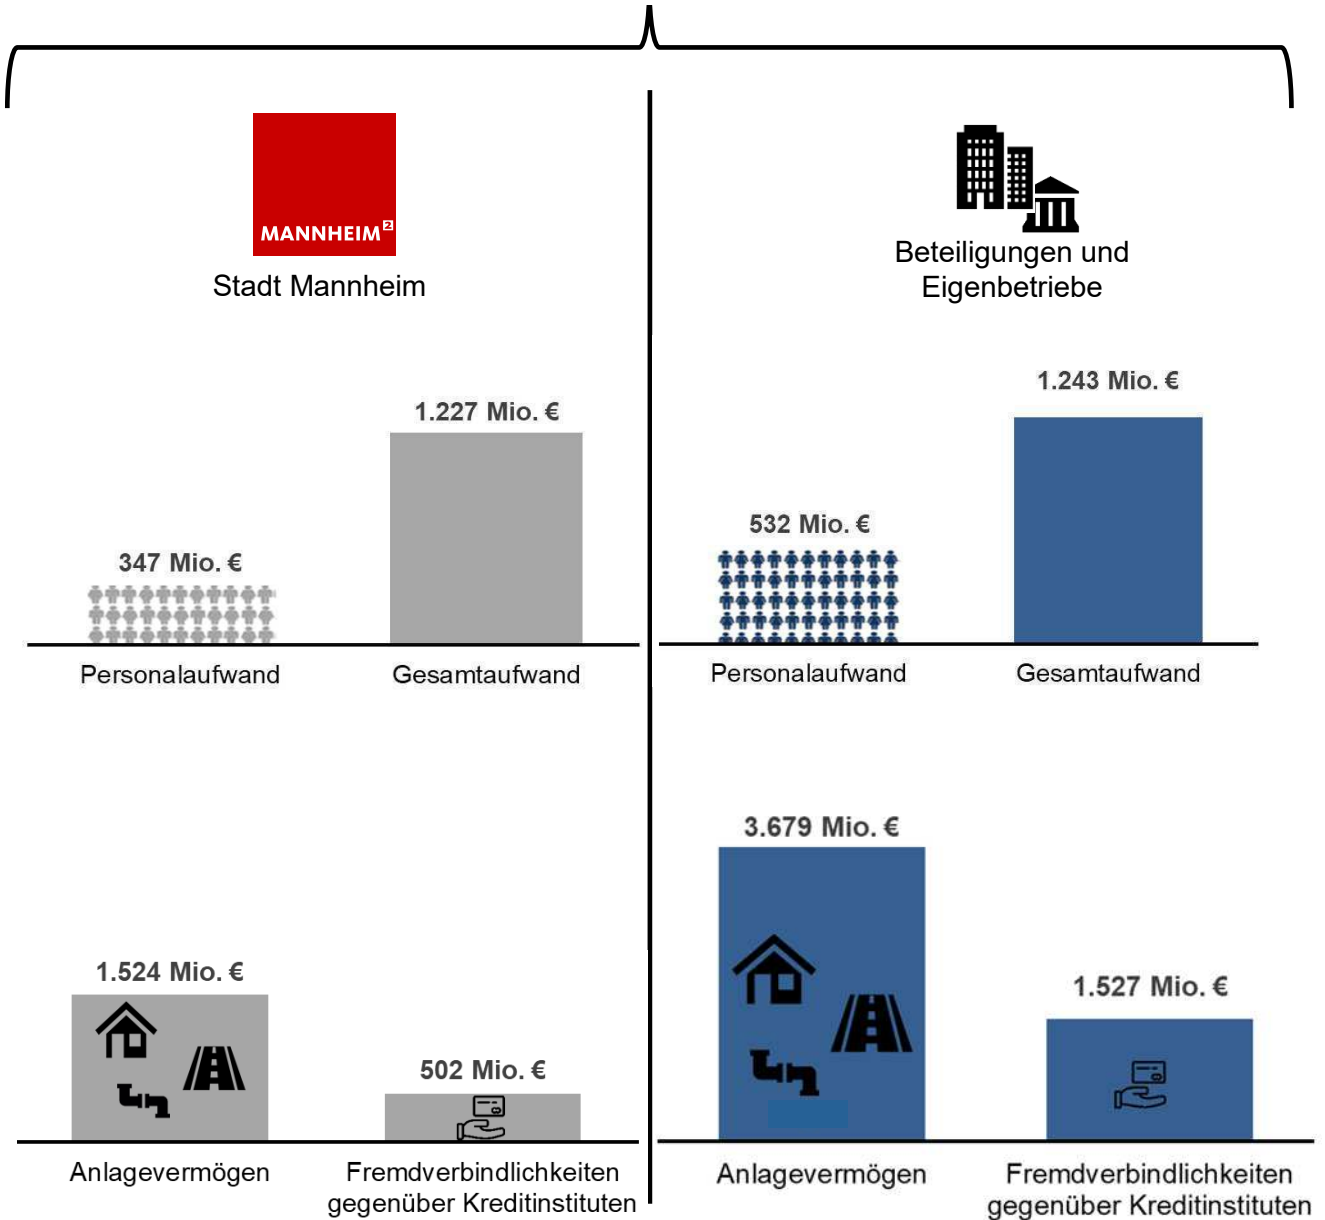 MANNHEIM²
Stadt Mannheim
Beteiligungen und
Eigenbetriebe
347 Mio. €
1.227 Mio. €
Personalaufwand
Gesamtaufwand
532 Mio. €
1.243 Mio. €
Personalaufwand
Gesamtaufwand
1.524 Mio. €
502 Mio. €
Anlagevermögen
Fremdverbindlichkeiten
gegenüber Kreditinstituten
3.679 Mio. €
1.527 Mio. €
Anlagevermögen
Fremdverbindlichkeiten
gegenüber Kreditinstituten